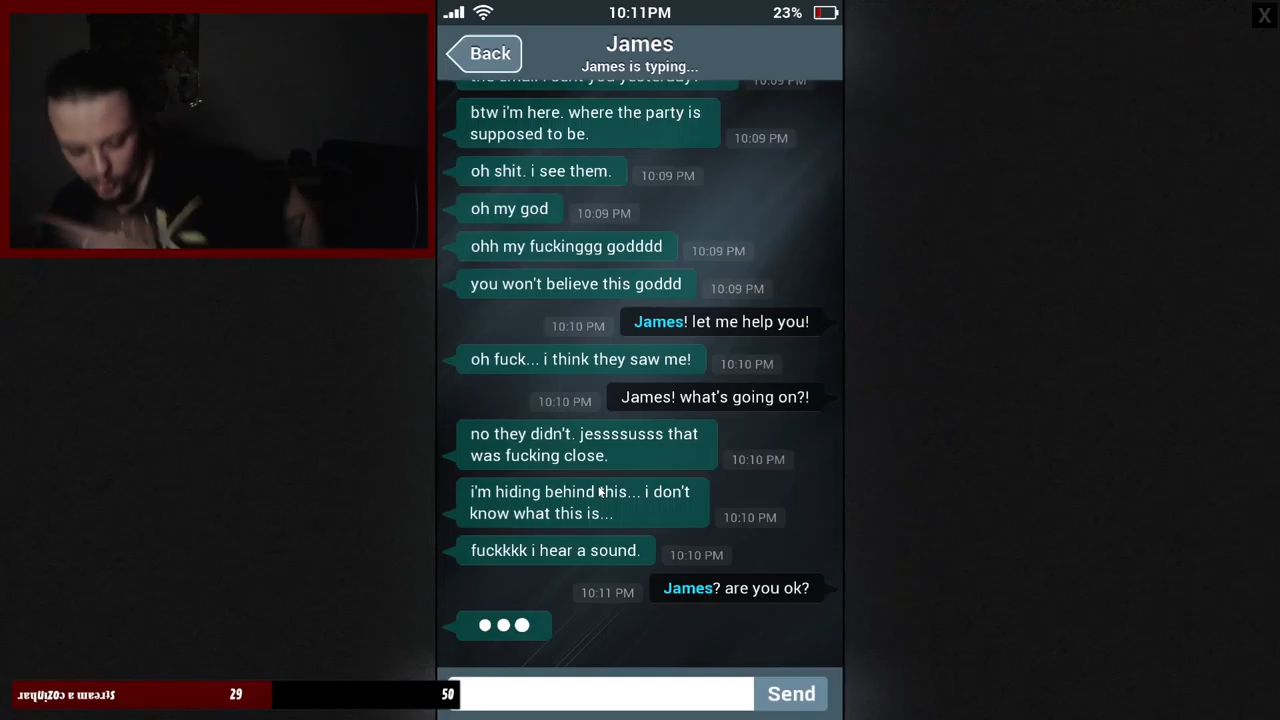 10:11PM
23%
X
Back
James
James is typing...
10:09 PM
btw i'm here. where the party is
supposed to be.
10:09 PM
oh shit. i see them.
10:09 PM
oh my god
10:09 PM
ohh my fuckinggg godddd
10:09 PM
you won't believe this goddd
10:09 PM
James! let me help you!
10:10 PM
oh fuck... i think they saw me!
10:10 PM
James! what's going on?!
10:10 PM
no they didn't. jessssusss that
was fucking close.
10:10 PM
i'm hiding behind this... i don't
know what this is...
10:10 PM
fuckkkk i hear a sound.
10:10 PM
James? are you ok?
10:11 PM
29
50
Send